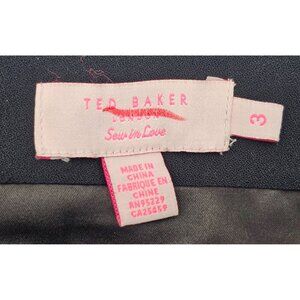 TED BAKER
LONDON
Sew in Love
3
MADE IN
CHINA
FABRIQUE EN
CHINE
RN95229
CA25459